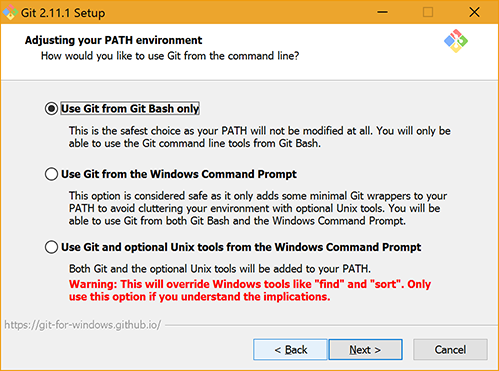 Git 2.11.1 Setup
Adjusting your PATH environment
How would you like to use Git from the command line?
Use Git from Git Bash only
This is the safest choice as your PATH will not be modified at all. You will only be
able to use the Git command line tools from Git Bash.
Use Git from the Windows Command Prompt
This option is considered safe as it only adds some minimal Git wrappers to your
PATH to avoid cluttering your environment with optional Unix tools. You will be
able to use Git from both Git Bash and the Windows Command Prompt.
Use Git and optional Unix tools from the Windows Command Prompt
Both Git and the optional Unix tools will be added to your PATH.
Warning: This will override Windows tools like "find" and "sort". Only
use this option if you understand the implications.
https://git-for-windows.github.io/
< Back Next > Cancel